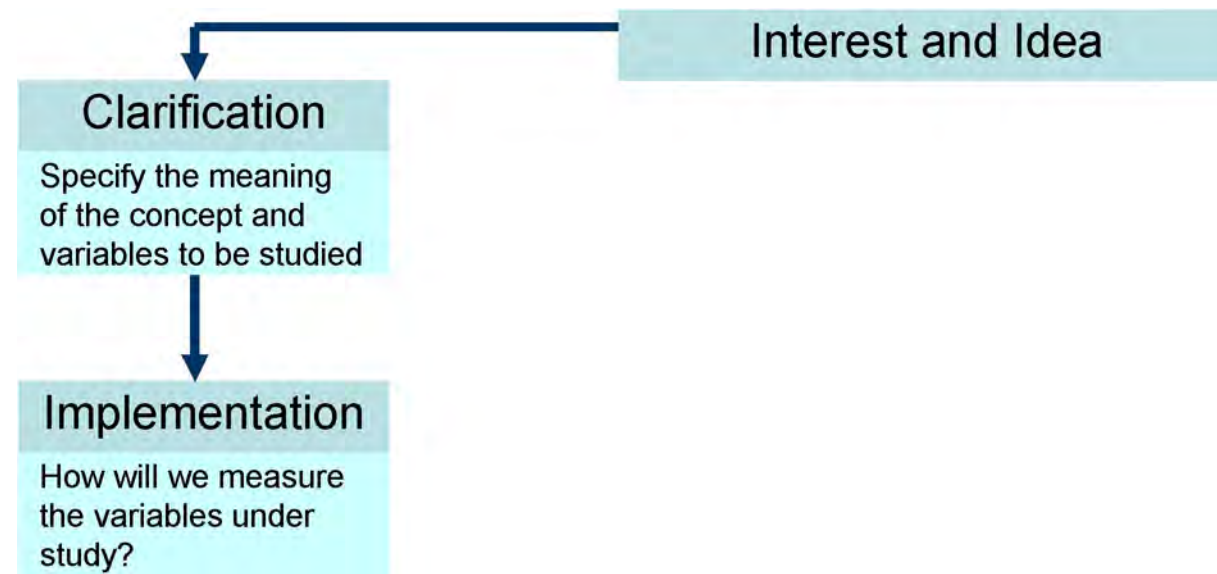 Interest and Idea
Clarification
Specify the meaning
of the concept and
variables to be studied
Implementation
How will we measure
the variables under
study?